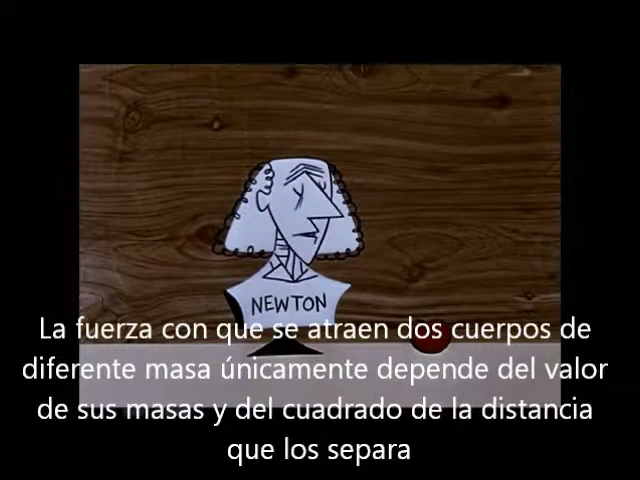 NEWTON
La fuerza con que se atraen dos cuerpos de
diferente masa únicamente depende del valor
de sus masas y del cuadrado de la distancia
que los separa